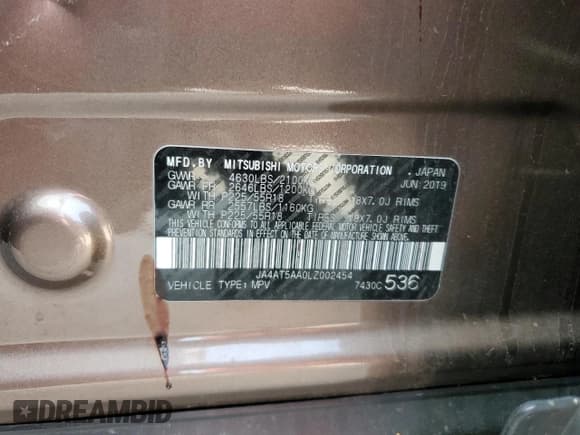 MFD.BY MITSUBISHI MOTORS CORPORATION . JAPAN
GVWR 4630LBS/2100KG JUN 2019
GAWR FR 2646LBS/1200KG
WITH P225/55R18 18X7.0J RIMS
GAWR RR 2557LBS/1160KG
WITH P225/55R18 TIRES 18X7.0J RIMS
THIS VEHICLE CONFORMS TO ALL APPLICABLE U.S.A.
FEDERAL MOTOR VEHICLE SAFETY AND THEFT
PREVENTION STANDARDS IN EFFECT ON THE DATE OF MANUFACTURE SHOWN ABOVE.
JA4AT5AA0LZ002454
VEHICLE TYPE: MPV 7430C 536
DREAMBID